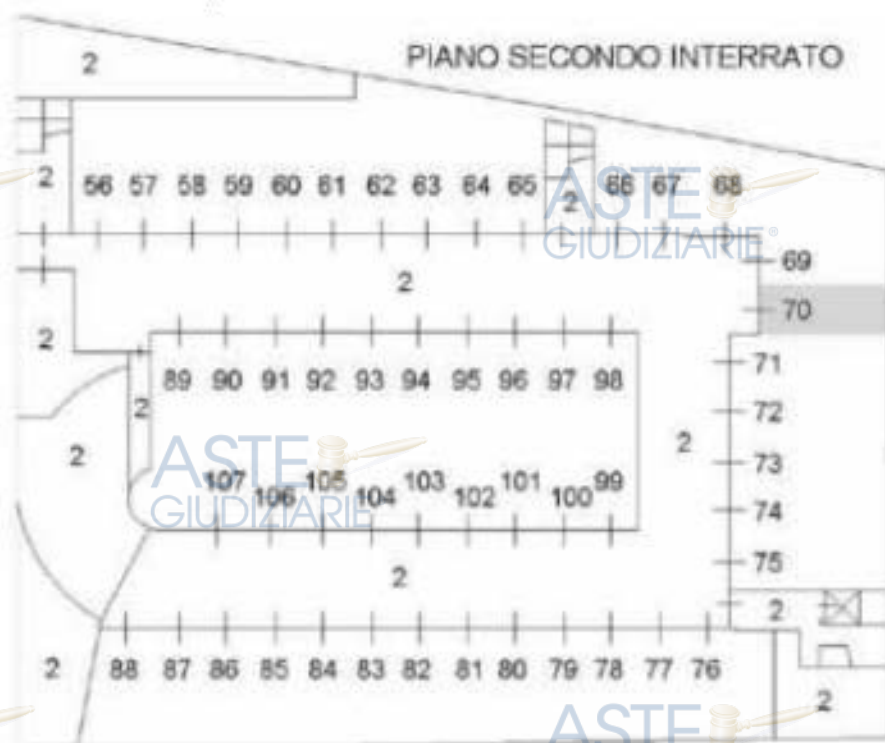 PIANO SECONDO INTERRATO
2
2 56 57 58 59 60 61 62 63 64 65 2 66 67 68
ASTE
GIUDIZIARIE®
69
2
70
2
89 90 91 92 93 94 95 96 97 98
71
2
72
2
2
73
ASTE
GIUDIZIARIE
107 106 105 104 103 102 101 100 99
74
75
2
2
2 88 87 86 85 84 83 82 81 80 79 78 77 76
2
ASTE